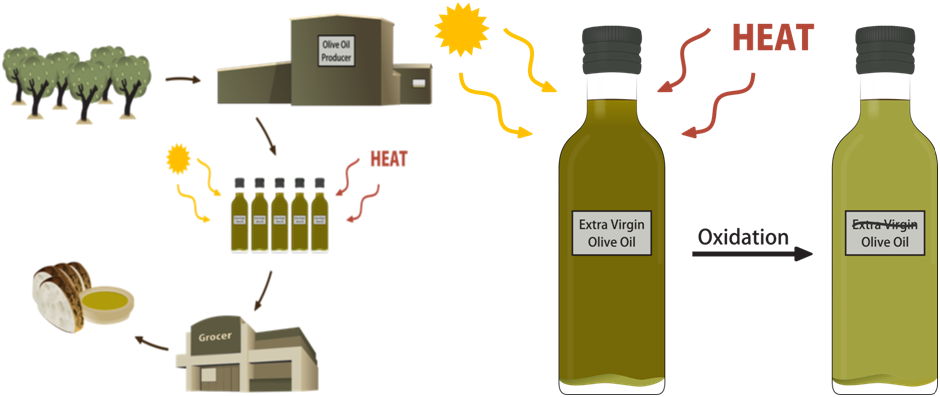 Olive Oil
Producer
HEAT
Grocer
HEAT
Extra Virgin
Olive Oil
Oxidation
Extra Virgin
Olive Oil